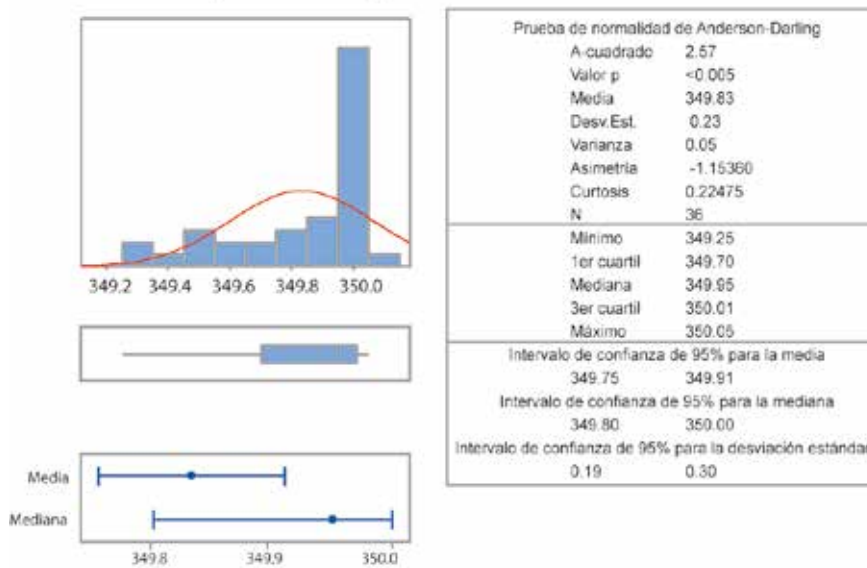 349.2 349.4 349.6 349.8 350.0
Media
Mediana
349.8 349.9 350.0
Prueba de normalidad de Anderson-Darling
A-cuadrado 2.57
Valor p <0.005
Media 349.83
Desv.Est. 0.23
Varianza 0.05
Asimetría -1.15360
Curtosis 0.22475
N 36
Mínimo 349.25
1er cuartil 349.70
Mediana 349.95
3er cuartil 350.01
Máximo 350.05
Intervalo de confianza de 95% para la media
349.75 349.91
Intervalo de confianza de 95% para la mediana
349.80 350.00
Intervalo de confianza de 95% para la desviación estándar
0.19 0.30